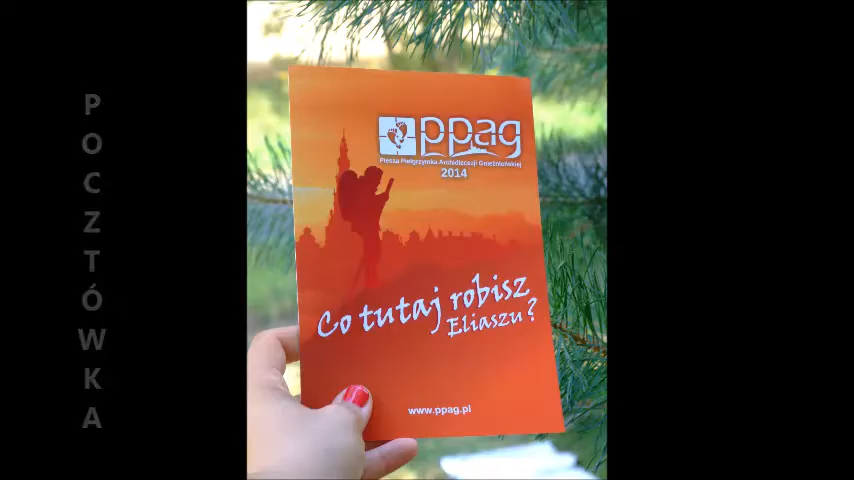 POCZTÓWKA
ppag
Piesza Pielgrzymka Archidiecezji Gnieźnieńskiej
2014
Co tutaj robisz
Eliaszu?
www.ppag.pl